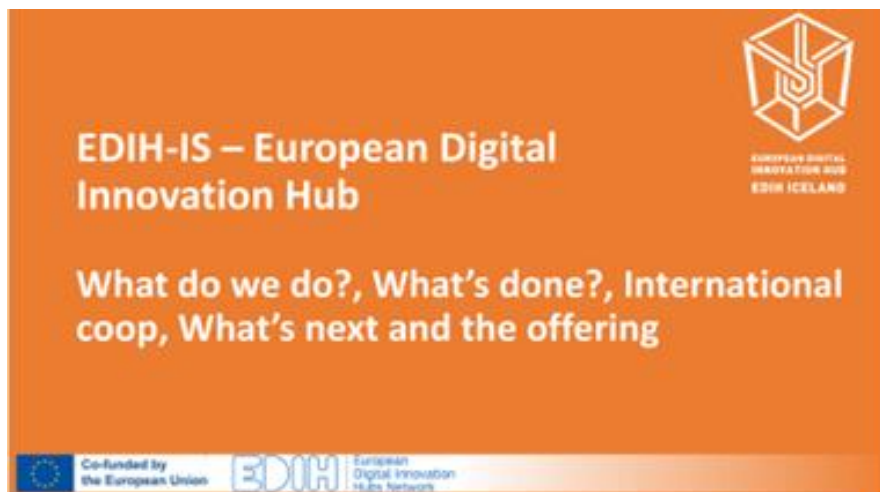 EUROPEAN DIGITAL
INNOVATION HUB
EDIH ICELAND
EDIH-IS – European Digital
Innovation Hub
What do we do?, What's done?, International
coop, What's next and the offering
Co-funded by
the European Union
EDIH
European
Digital Innovation
Hubs Network